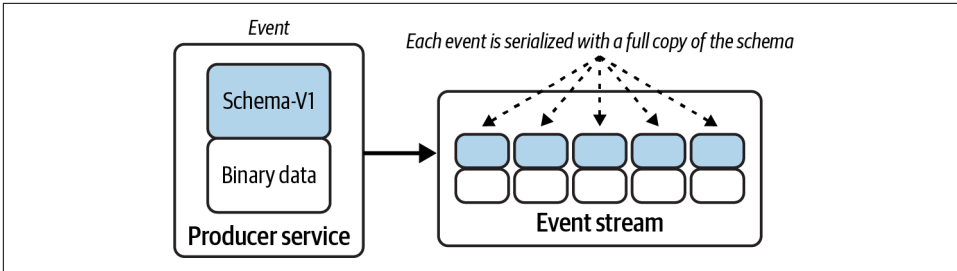 Event
Each event is serialized with a full copy of the schema
Schema-V1
Binary data
Producer service
Event stream